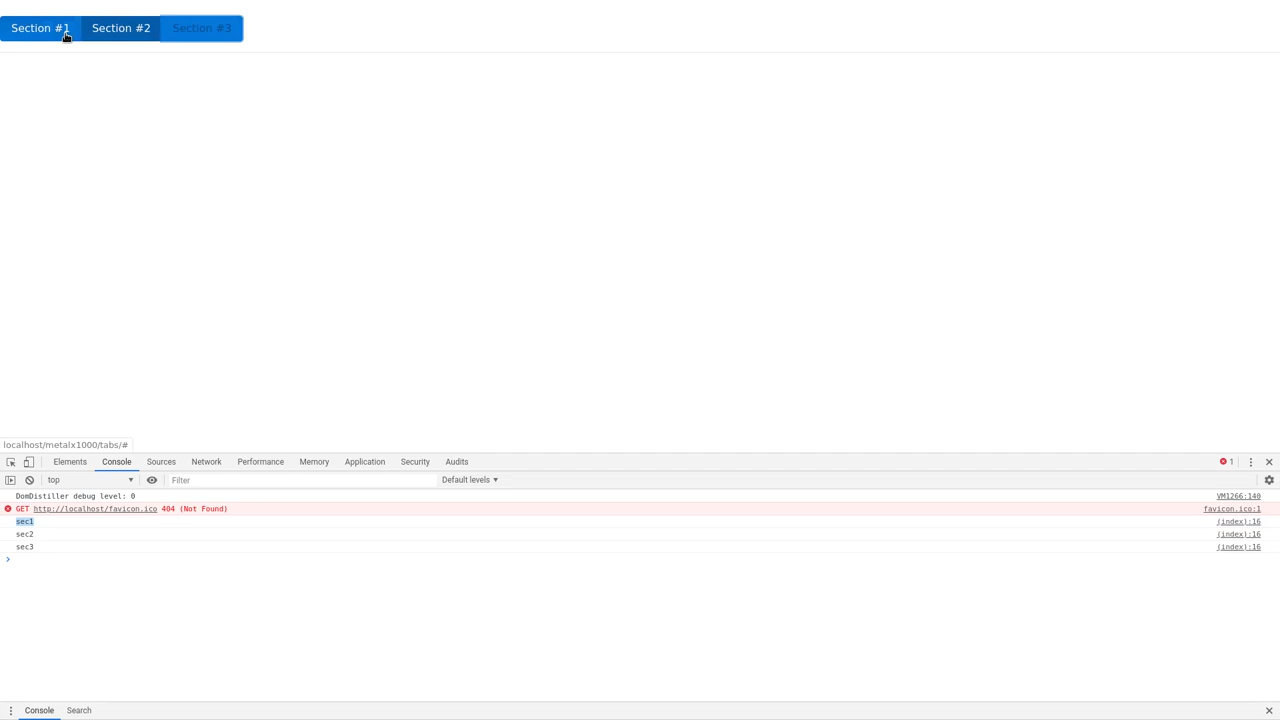 Section #1 Section #2 Section #3
localhost/metalx1000/tabs/#
Elements Console Sources Network Performance Memory Application Security Audits 1
top Filter Default levels
DomDistiller debug level: 0 VM1266:140
GET http://localhost/favicon.ico 404 (Not Found) favicon.ico:1
sec1 (index):16
sec2 (index):16
sec3 (index):16
>
Console Search